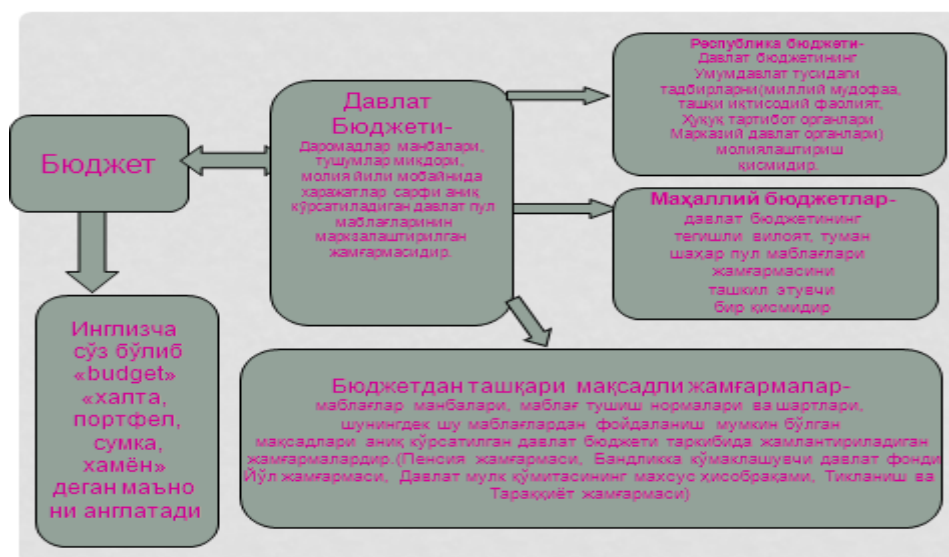 Бюджет
Инглизча
сўз бўлиб
«budget»
«халта,
портфел,
сумка,
хамён»
деган маъно
ни англатади
Давлат
Бюджети-
Даромадлар манбалари,
тушумлар миқдори,
молия йили мобайнида
харажатлар сарфи аниқ
кўрсатиладиган давлат пул
маблағларинин
марказлаштирилган
жамғармасидир.
Республика бюджети-
Давлат бюджетининг
Умумдавлат тусидаги
тадбирларни(миллий мудофаа,
ташқи иқтисодий фаолият,
Ҳуқуқ тартибот органлари
Марказий давлат органлари)
молиялаштириш
қисмидир.
Маҳаллий бюджетлар-
давлат бюджетининг
тегишли вилоят, туман
шаҳар пул маблағлари
жамғармасини
ташкил этувчи
бир қисмидир
Бюджетдан ташқари мақсадли жамғармалар-
маблағлар манбалари, маблағ тушиш нормалари ва шартлари,
шунингдек шу маблағлардан фойдаланиш мумкин бўлган
мақсадлари аниқ кўрсатилган давлат бюджети таркибида жамлантириладиган
жамғармалардир.(Пенсия жамғармаси, Бандликка кўмаклашувчи давлат фонди
Йўл жамғармаси, Давлат мулк қўмитасининг махсус ҳисобрақами, Тикланиш ва
Тараққиёт жамғармаси)